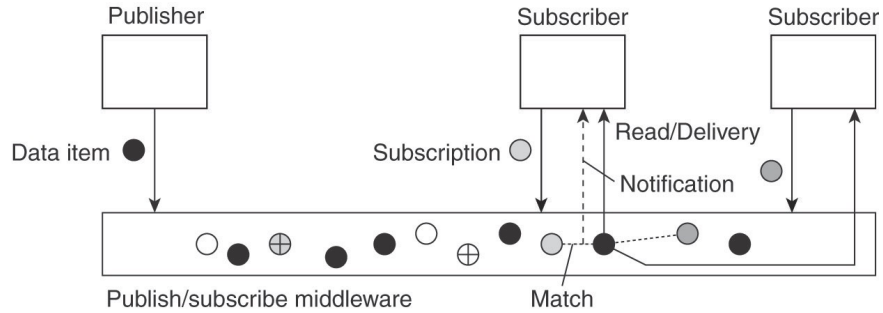 Publisher
Subscriber
Subscriber
Data item
Subscription
Read/Delivery
Notification
Publish/subscribe middleware
Match